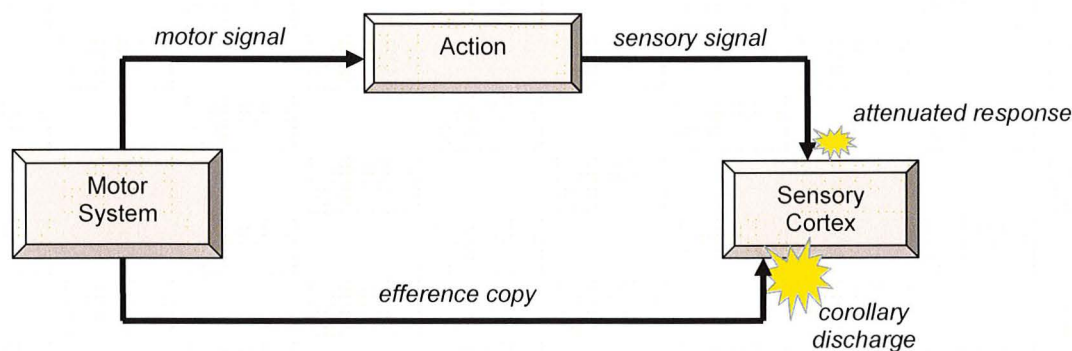 motor signal
Action
sensory signal
attenuated response
Motor
System
Sensory
Cortex
efference copy
corollary
discharge